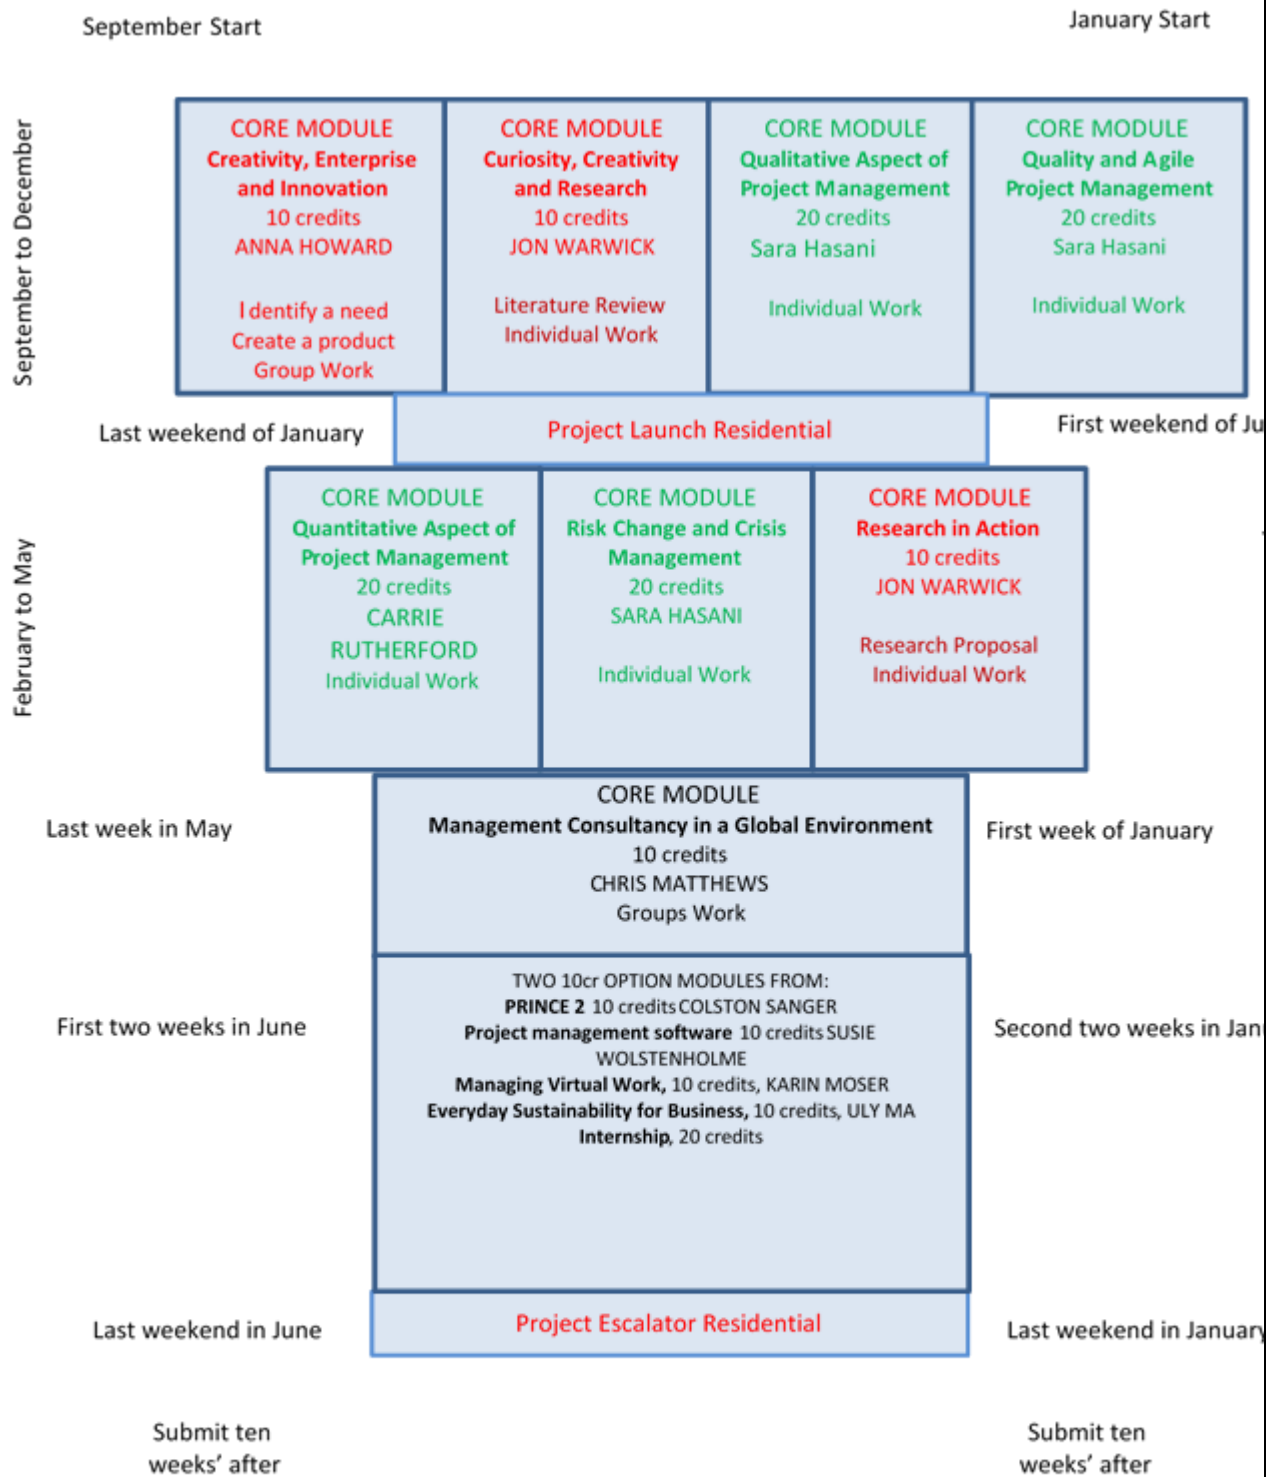 September Start
January Start
September to December
CORE MODULE
Creativity, Enterprise
and Innovation
10 credits
ANNA HOWARD
Identify a need
Create a product
Group Work
CORE MODULE
Curiosity, Creativity
and Research
10 credits
JON WARWICK
Literature Review
Individual Work
CORE MODULE
Qualitative Aspect of
Project Management
20 credits
Sara Hasani
Individual Work
CORE MODULE
Quality and Agile
Project Management
20 credits
Sara Hasani
Individual Work
Last weekend of January
Project Launch Residential
First weekend of
February to May
CORE MODULE
Quantitative Aspect of
Project Management
20 credits
CARRIE
RUTHERFORD
Individual Work
CORE MODULE
Risk Change and Crisis
Management
20 credits
SARA HASANI
Individual Work
CORE MODULE
Research in Action
10 credits
JON WARWICK
Research Proposal
Individual Work
Last week in May
CORE MODULE
Management Consultancy in a Global Environment
10 credits
CHRIS MATTHEWS
Groups Work
First week of January
First two weeks in June
TWO 10cr OPTION MODULES FROM:
PRINCE 2 10 credits COLSTON SANGER
Project management software 10 credits SUSIE
WOLSTENHOLME
Managing Virtual Work, 10 credits, KARIN MOSER
Everyday Sustainability for Business, 10 credits, ULY MA
Internship, 20 credits
Second two weeks in
Last weekend in June
Project Escalator Residential
Last weekend in January
Submit ten
weeks' after
Submit ten
weeks' after